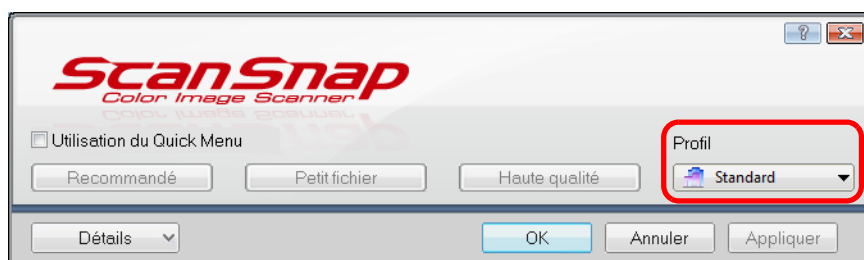 ScanSnap
Color Image Scanner
Utilisation du Quick Menu
Profil
Recommandé Petit fichier Haute qualité Standard
Détails OK Annuler Appliquer